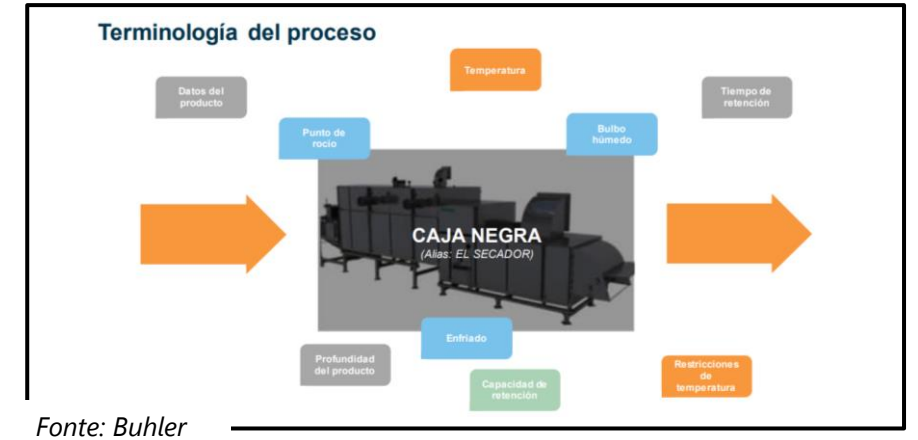 Terminología del proceso
Temperatura
Datos del
producto
Tiempo de
retención
Punto de
rocío
Bulbo
húmedo
CAJA NEGRA
(Alias: EL SECADOR)
Enfriado
Profundidad
del producto
Capacidad de
retención
Restricciones
de
temperatura
Fonte: Buhler